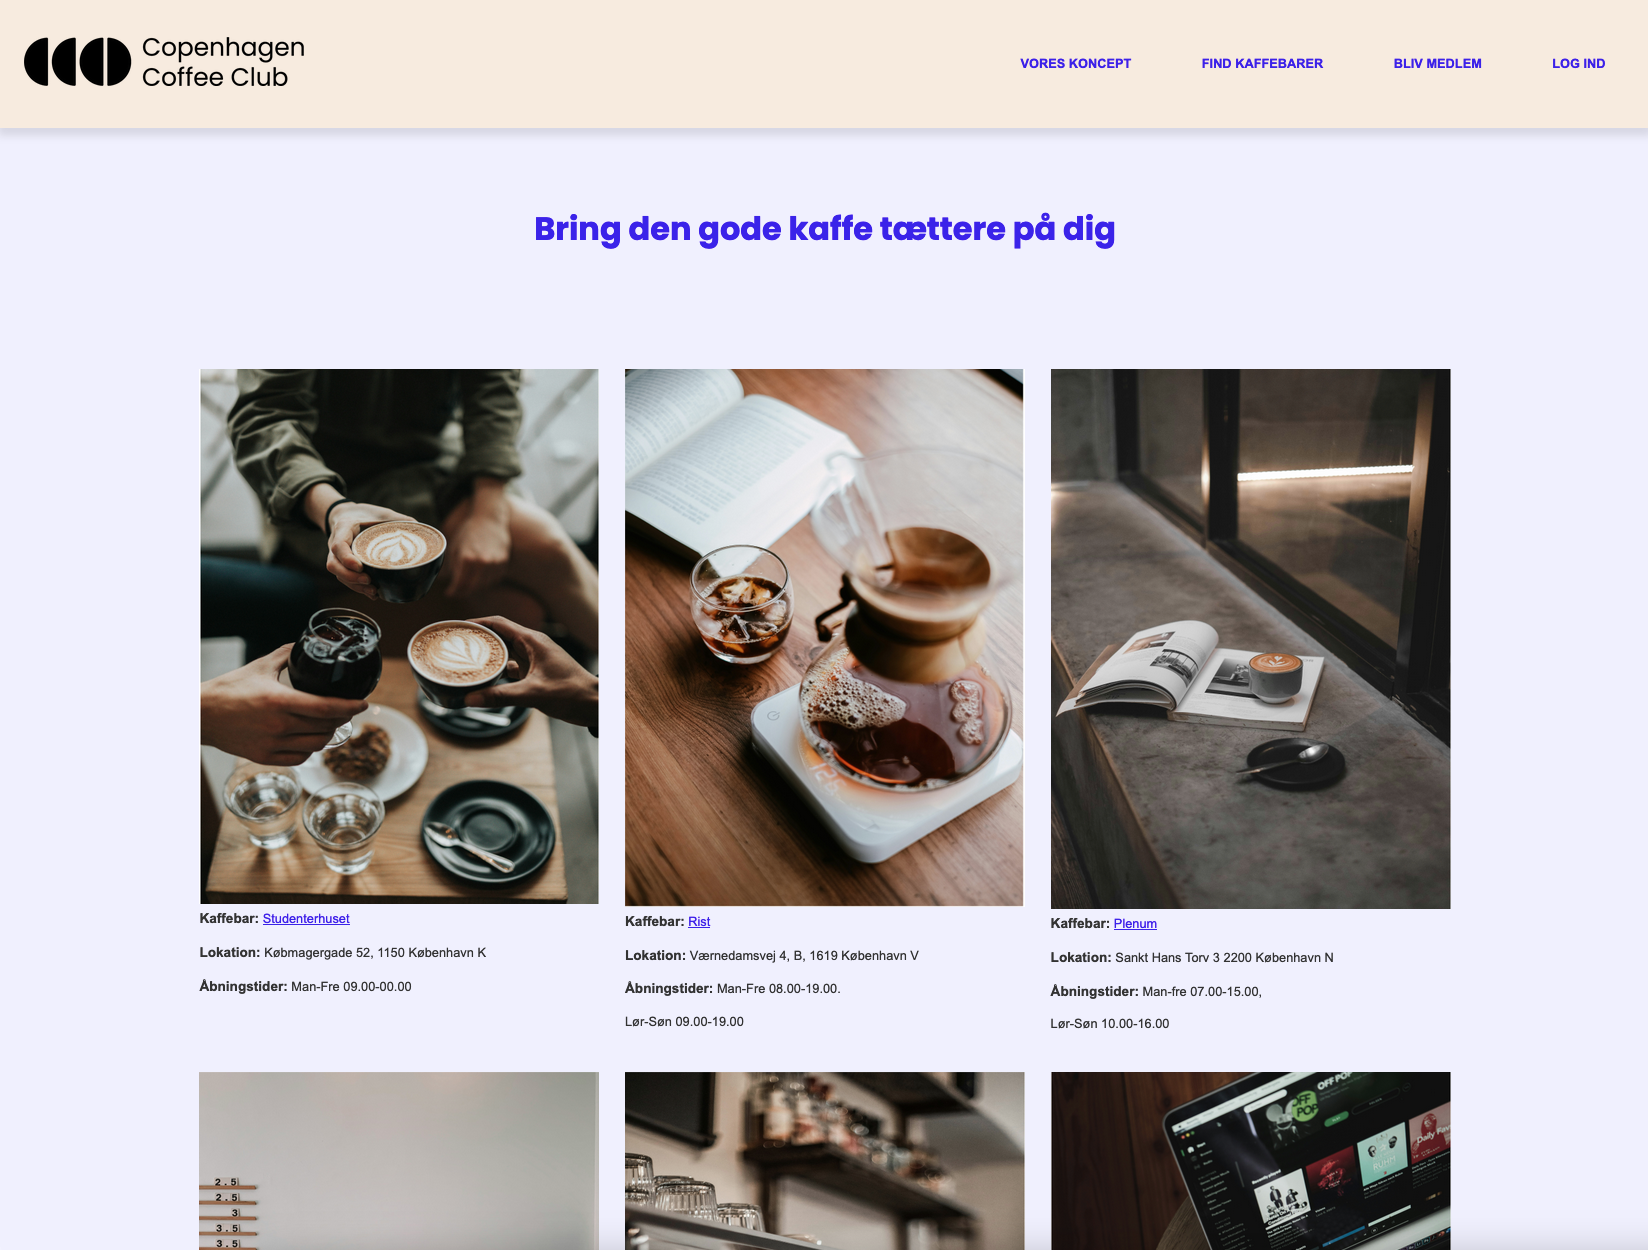 Copenhagen
Coffee Club
VORES KONCEPT
FIND KAFFEBARER
BLIV MEDLEM
LOG IND
Bring den gode kaffe tættere på dig
Kaffebar: Studenterhuset
Lokation: Købmagergade 52, 1150 København K
Åbningstider: Man-Fre 09.00-00.00
Kaffebar: Rist
Lokation: Værnedamsvej 4, B, 1619 København V
Åbningstider: Man-Fre 08.00-19.00.
Lør-Søn 09.00-19.00
Kaffebar: Plenum
Lokation: Sankt Hans Torv 3 2200 København N
Åbningstider: Man-fre 07.00-15.00,
Lør-Søn 10.00-16.00
2.5
2.5
3
3.5
3.5
OFF POP
OFF
POP
Daily